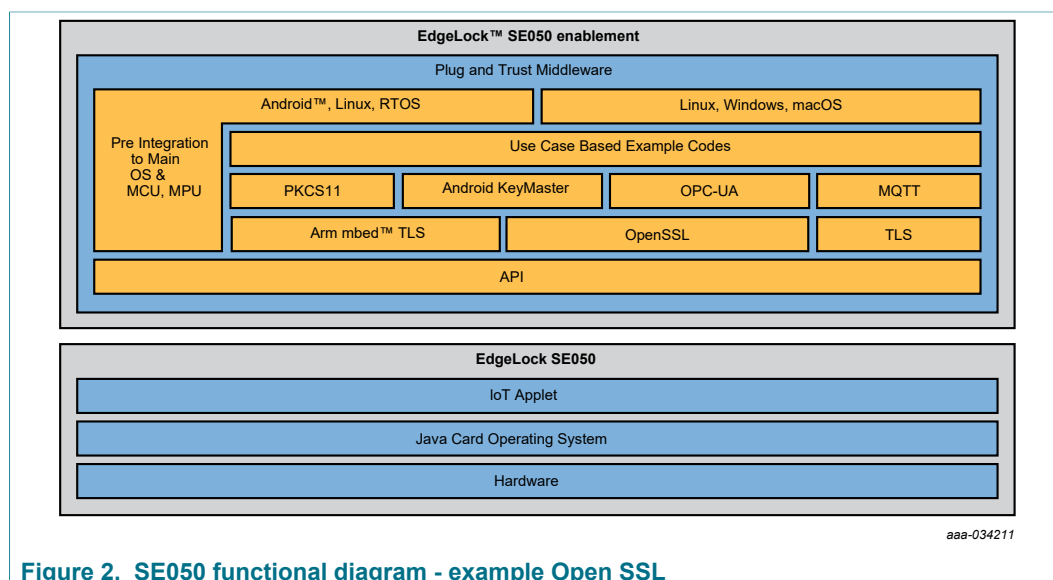 EdgeLock™ SE050 enablement
Plug and Trust Middleware
Android™, Linux, RTOS
Linux, Windows, macOS
Pre Integration
to Main
OS &
MCU, MPU
Use Case Based Example Codes
PKCS11
Android KeyMaster
OPC-UA
MQTT
Arm mbed™ TLS
OpenSSL
TLS
API
EdgeLock SE050
IoT Applet
Java Card Operating System
Hardware
aaa-034211
Figure 2. SE050 functional diagram - example Open SSL